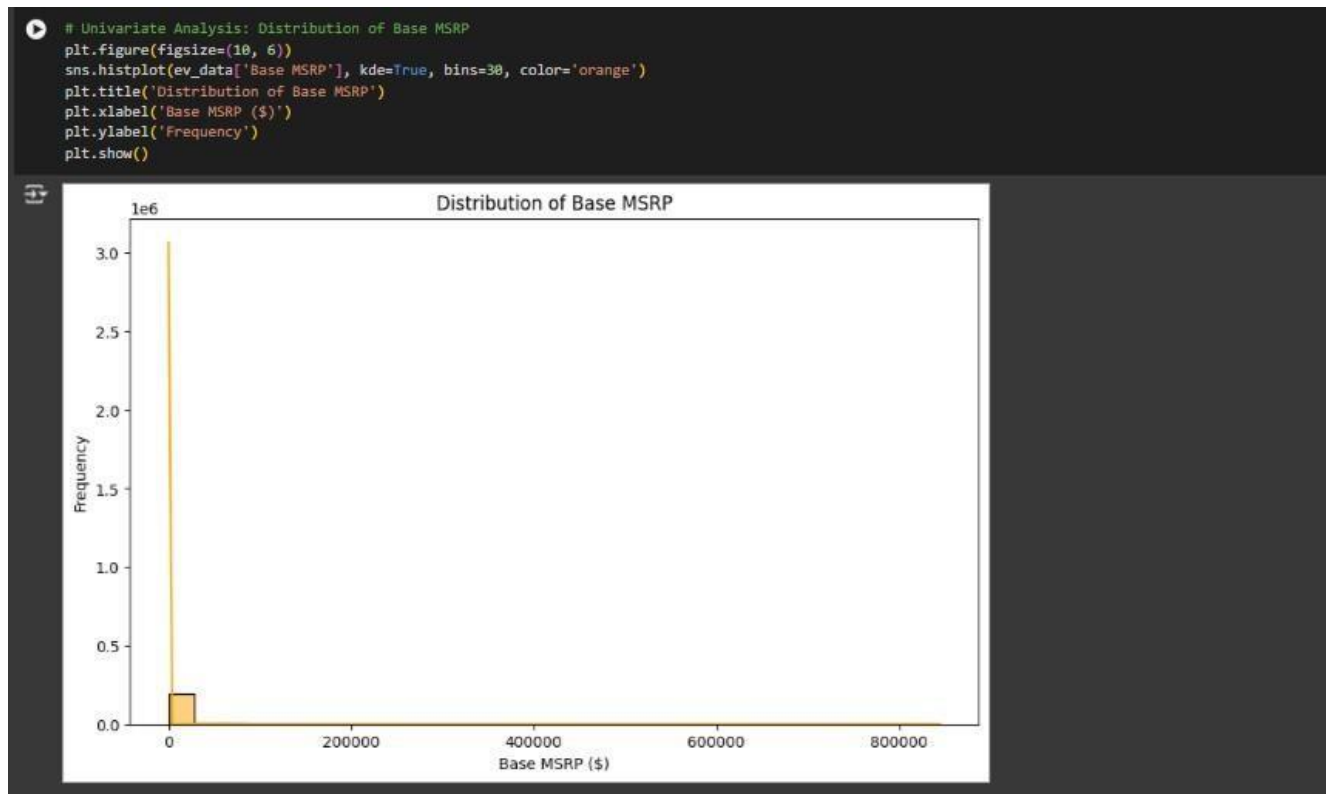 # Univariate Analysis: Distribution of Base MSRP
plt.figure(figsize=(10, 6))
sns.histplot(ev_data['Base MSRP'], kde=True, bins=30, color='orange')
plt.title('Distribution of Base MSRP')
plt.xlabel('Base MSRP ($)')
plt.ylabel('Frequency')
plt.show()
1e6
Distribution of Base MSRP
3.0
2.5
2.0
1.5
1.0
0.5
0.0
Frequency
0 200000 400000 600000 800000
Base MSRP ($)